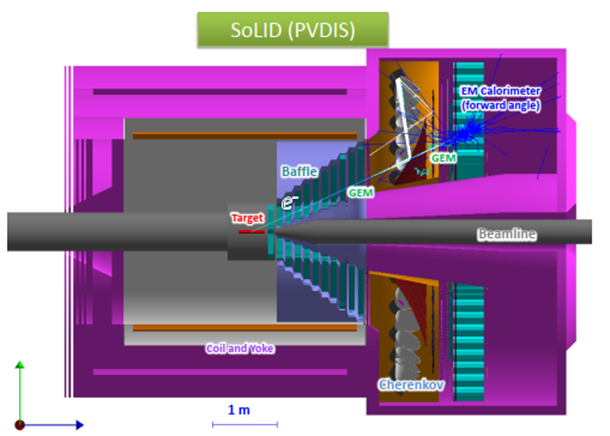 SoLID (PVDIS)
EM Calorimeter
(forward angle)
GEM
Baffle
GEM
e-
Target
Beamline
Coil and Yoke
Cherenkov
1 m